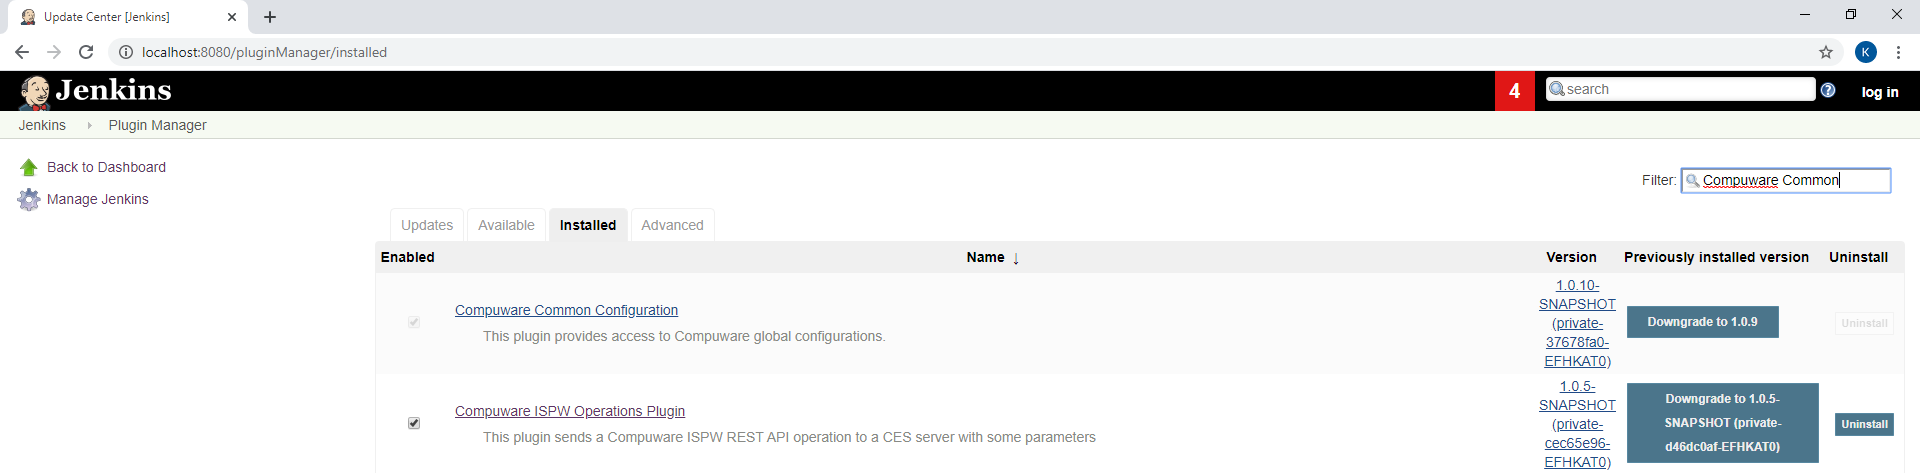 Update Center [Jenkins]
localhost:8080/pluginManager/installed
K
Jenkins
4
search
?
log in
Jenkins
Plugin Manager
Back to Dashboard
Manage Jenkins
Filter: Compuware Common
Updates Available Installed Advanced
Enabled Name ↓ Version Previously installed version Uninstall
Compuware Common Configuration
This plugin provides access to Compuware global configurations.
1.0.10-
SNAPSHOT
(private-
37678fa0-
EFHKAT0)
Downgrade to 1.0.9
Uninstall
Compuware ISPW Operations Plugin
This plugin sends a Compuware ISPW REST API operation to a CES server with some parameters
1.0.5-
SNAPSHOT
(private-
cec65e96-
EFHKAT0)
Downgrade to 1.0.5-
SNAPSHOT (private-
d46dc0af-EFHKAT0)
Uninstall